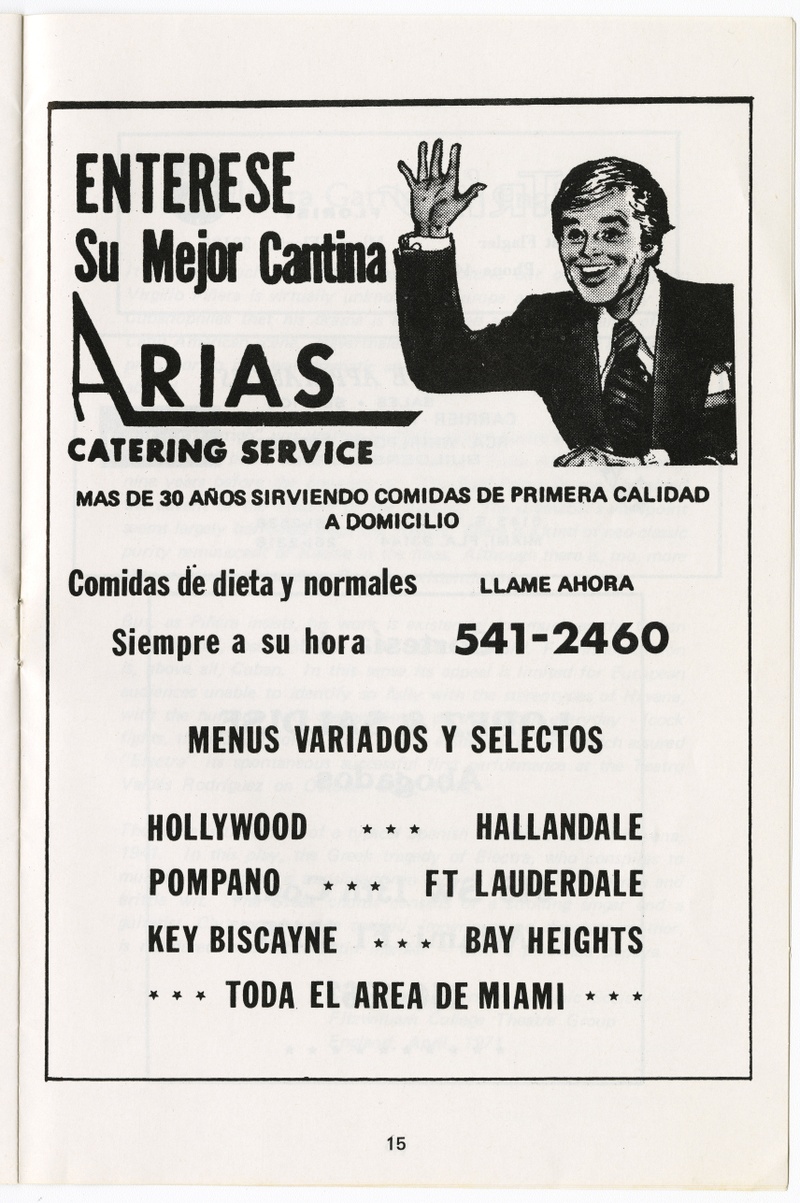 ENTERESE
Su Mejor Cantina
ARIAS
CATERING SERVICE
MAS DE 30 AÑOS SIRVIENDO COMIDAS DE PRIMERA CALIDAD
A DOMICILIO
Comidas de dieta y normales LLAME AHORA
Siempre a su hora 541-2460
MENUS VARIADOS Y SELECTOS
HOLLYWOOD ★ ★ ★ HALLANDALE
POMPANO ★ ★ ★ FT LAUDERDALE
KEY BISCAYNE ★ ★ ★ BAY HEIGHTS
★ ★ ★ TODA EL AREA DE MIAMI ★ ★ ★
15